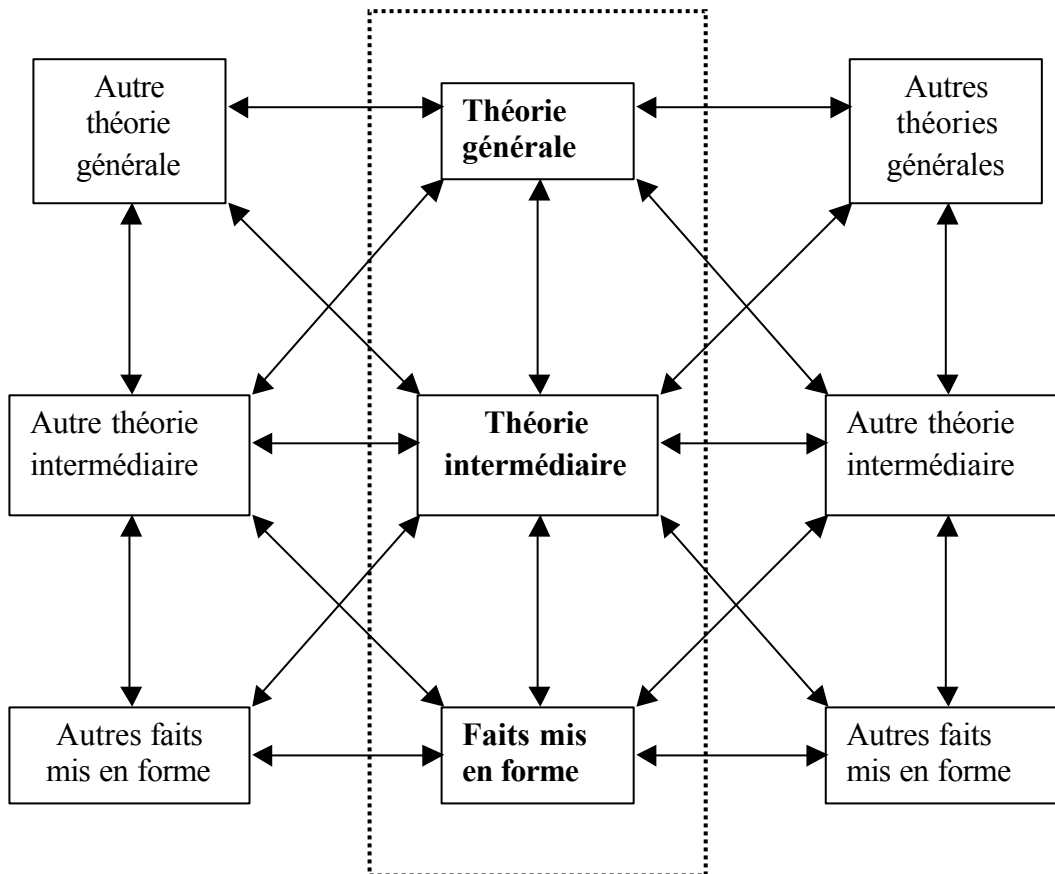 Autre
théorie
générale
Théorie
générale
Autres
théories
générales
Autre théorie
intermédiaire
Théorie
intermédiaire
Autre théorie
intermédiaire
Autres faits
mis en forme
Faits mis
en forme
Autres faits
mis en forme